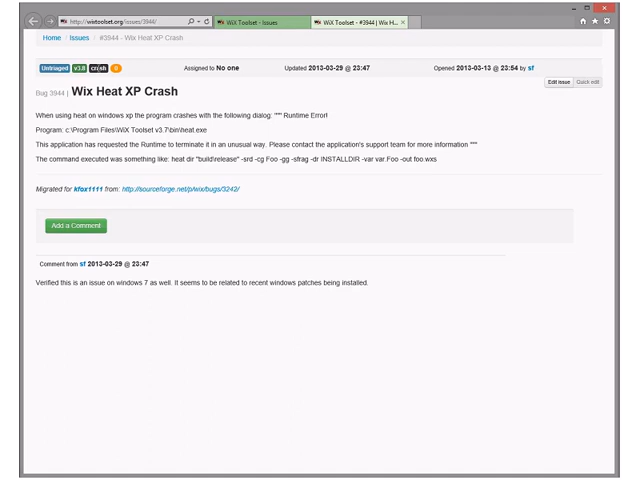 http://wixtoolset.org/issues/3944/
WiX Toolset - Issues
WiX Toolset - #3944 | Wix H...
Home / Issues / #3944 - Wix Heat XP Crash
Untriaged v3.8 crash 0
Assigned to No one
Updated 2013-03-29 @ 23:47
Opened 2013-03-13 @ 23:54 by sf
Edit issue Quick edit
Bug 3944 | Wix Heat XP Crash
When using heat on windows xp the program crashes with the following dialog: """ Runtime Error!
Program: c:\Program Files\WiX Toolset v3.7\bin\heat.exe
This application has requested the Runtime to terminate it in an unusual way. Please contact the application's support team for more information """
The command executed was something like: heat dir "build\release" -srd -cg Foo -gg -sfrag -dr INSTALLDIR -var var.Foo -out foo.wxs
Migrated for kfox1111 from: http://sourceforge.net/p/wix/bugs/3242/
Add a Comment
Comment from sf 2013-03-29 @ 23:47
Verified this is an issue on windows 7 as well. It seems to be related to recent windows patches being installed.